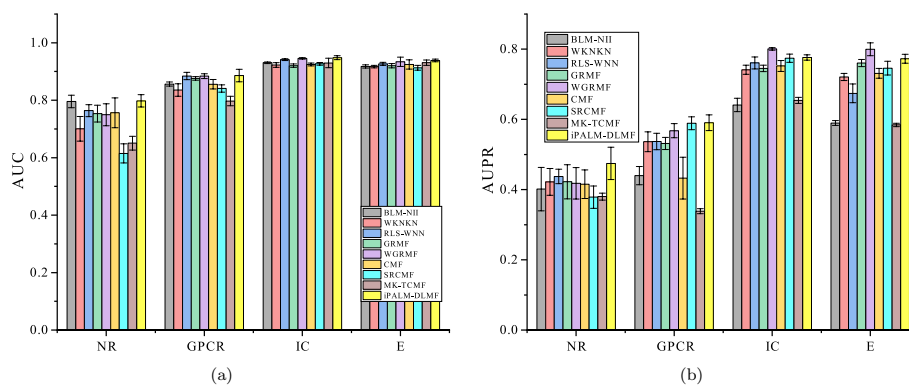 (a)
AUC
1.0
0.8
0.6
0.4
0.2
0.0
BLM-NII
WKNKN
RLS-WNN
GRMF
WGRMF
CMF
SRCMF
MK-TCMF
iPALM-DLMF
NR GPCR IC E
(a)
(b)
AUPR
0.8
0.6
0.4
0.2
0.0
BLM-NII
WKNKN
RLS-WNN
GRMF
WGRMF
CMF
SRCMF
MK-TCMF
iPALM-DLMF
NR GPCR IC E
(b)